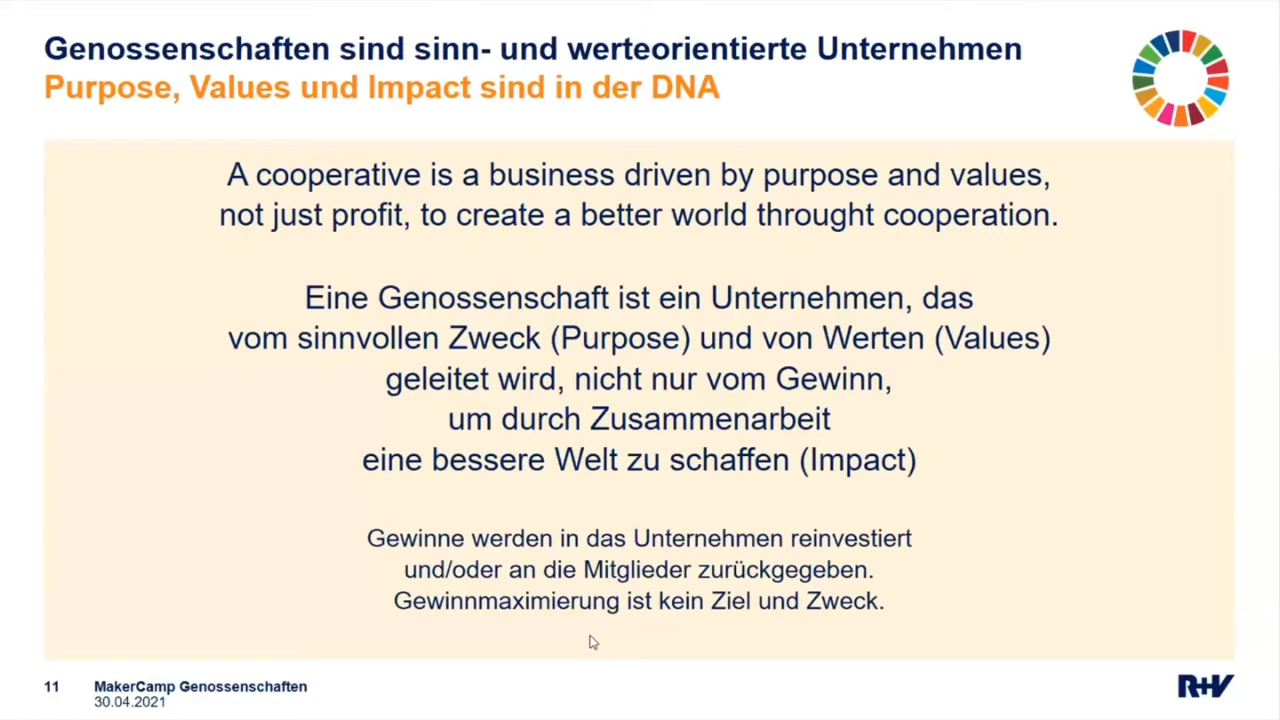 Genossenschaften sind sinn- und werteorientierte Unternehmen
Purpose, Values und Impact sind in der DNA
A cooperative is a business driven by purpose and values,
not just profit, to create a better world throught cooperation.
Eine Genossenschaft ist ein Unternehmen, das
vom sinnvollen Zweck (Purpose) und von Werten (Values)
geleitet wird, nicht nur vom Gewinn,
um durch Zusammenarbeit
eine bessere Welt zu schaffen (Impact)
Gewinne werden in das Unternehmen reinvestiert
und/oder an die Mitglieder zurückgegeben.
Gewinnmaximierung ist kein Ziel und Zweck.
11 MakerCamp Genossenschaften
30.04.2021
R+V